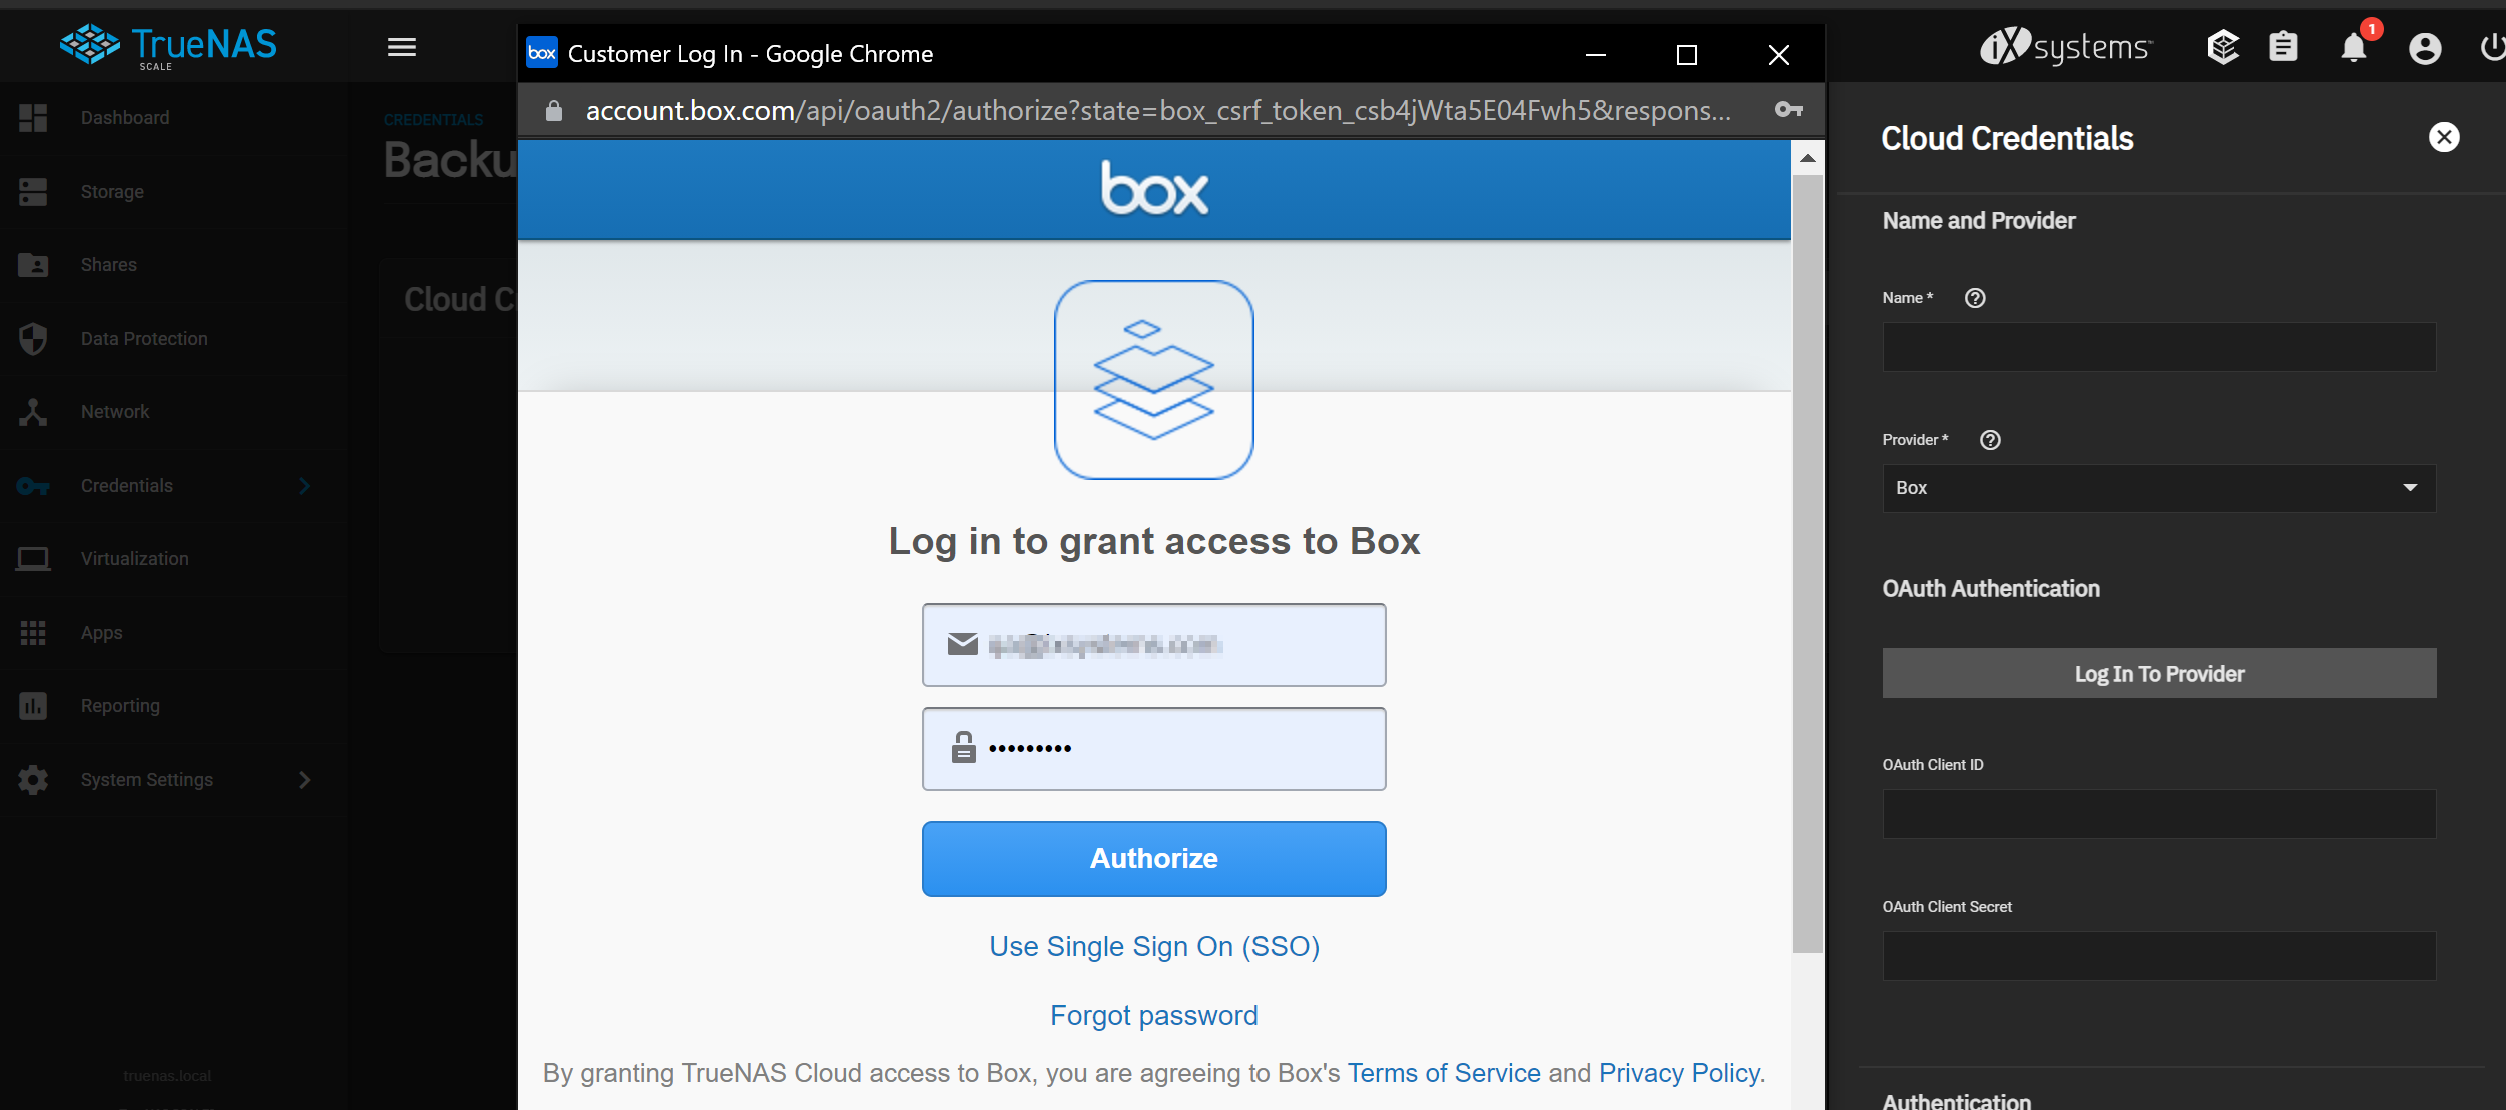 TrueNAS
SCALE
Dashboard
Storage
Shares
Data Protection
Network
Credentials
Virtualization
Apps
Reporting
System Settings
truenas.local
CREDENTIALS
Backu
Cloud C
box
Customer Log In - Google Chrome
account.box.com/api/oauth2/authorize?state=box_csrf_token_csb4jWta5E04Fwh5&respons...
box
Log in to grant access to Box
•••••••••
Authorize
Use Single Sign On (SSO)
Forgot password
By granting TrueNAS Cloud access to Box, you are agreeing to Box's Terms of Service and Privacy Policy.
iXsystems
1
Cloud Credentials
Name and Provider
Name *
Provider *
Box
OAuth Authentication
Log In To Provider
OAuth Client ID
OAuth Client Secret
Authentication